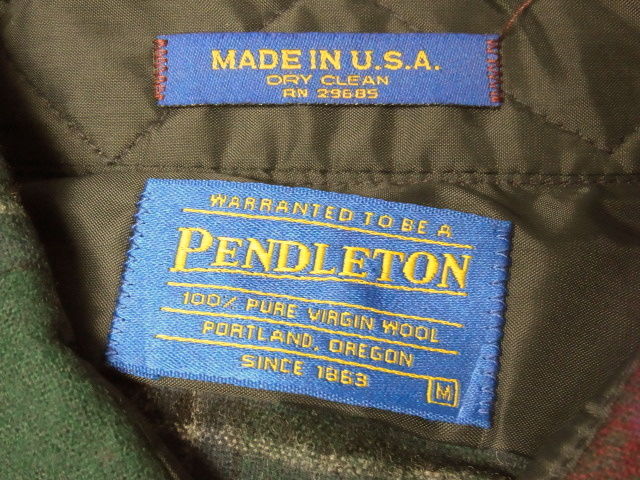 MADE IN U.S.A.
DRY CLEAN
RN 29685
WARRANTED TO BE A
PENDLETON
100% PURE VIRGIN WOOL
PORTLAND, OREGON
SINCE 1863
M